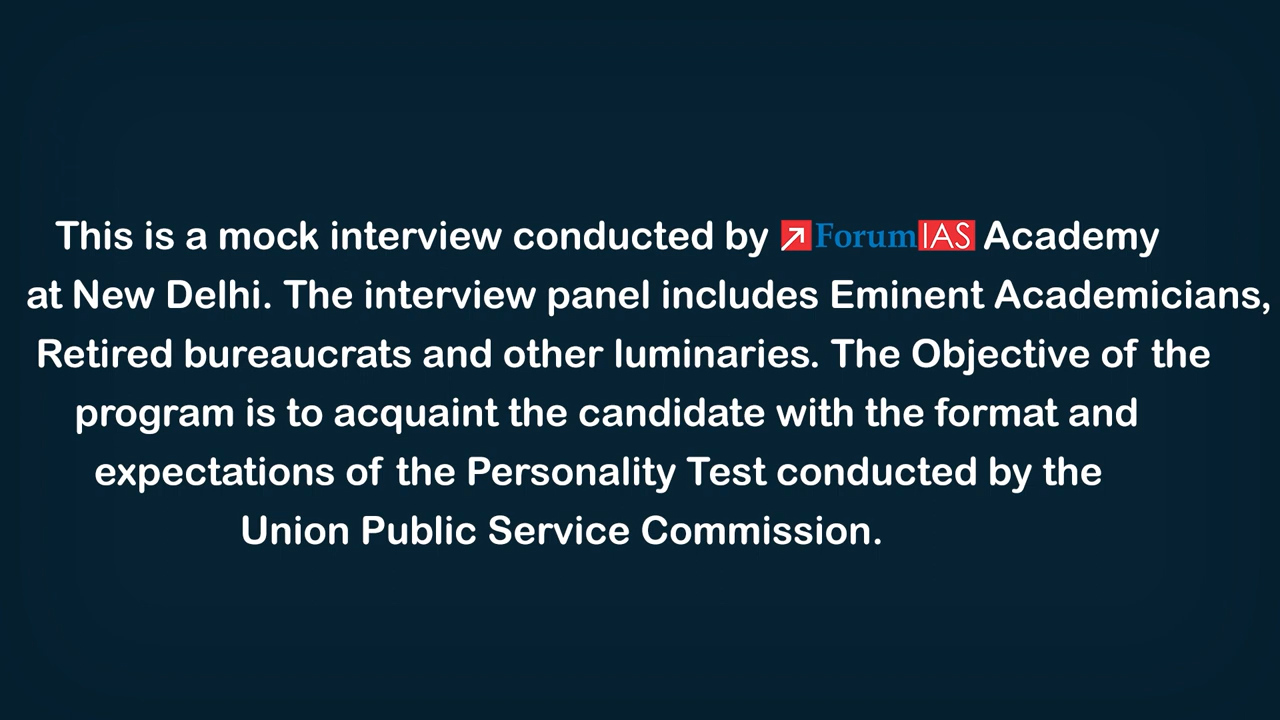 This is a mock interview conducted by ForumIAS Academy
at New Delhi. The interview panel includes Eminent Academicians,
Retired bureaucrats and other luminaries. The Objective of the
program is to acquaint the candidate with the format and
expectations of the Personality Test conducted by the
Union Public Service Commission.